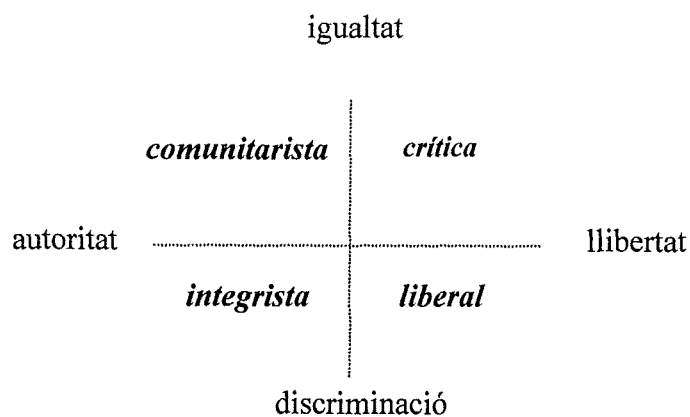 igualtat
comunitarista crítica
autoritat llibertat
integrista liberal
discriminació